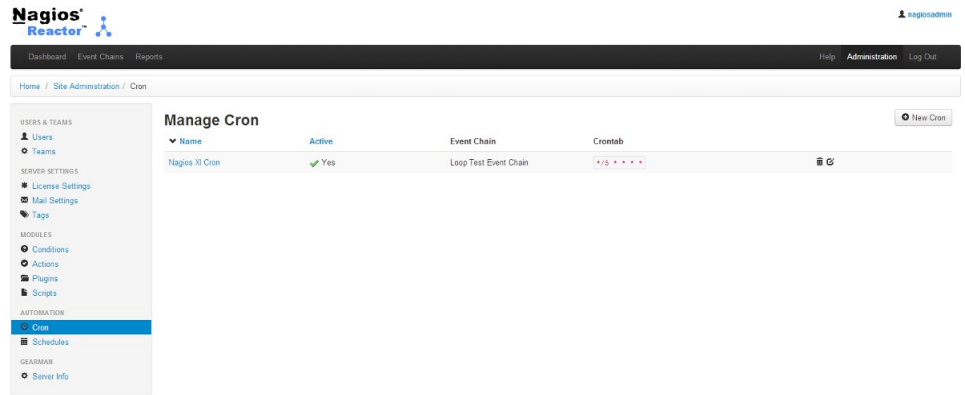 Nagios®
Reactor™
nagiosadmin
Dashboard Event Chains Reports Help Administration Log Out
Home / Site Administration / Cron
USERS & TEAMS
Users
Teams
SERVER SETTINGS
License Settings
Mail Settings
Tags
MODULES
Conditions
Actions
Plugins
Scripts
AUTOMATION
Cron
Schedules
GEARMAN
Server Info
Manage Cron
New Cron
Name Active Event Chain Crontab
Nagios XI Cron Yes Loop Test Event Chain */5 * * * *